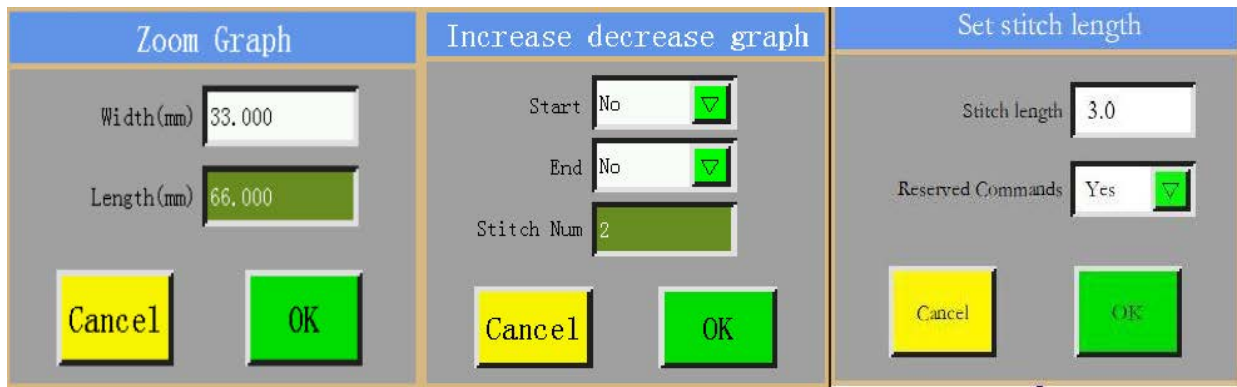 Zoom Graph
Width(mm) 33.000
Length(mm) 66.000
Cancel OK
Increase decrease graph
Start No
End No
Stitch Num 2
Cancel OK
Set stitch length
Stitch length 3.0
Reserved Commands Yes
Cancel OK